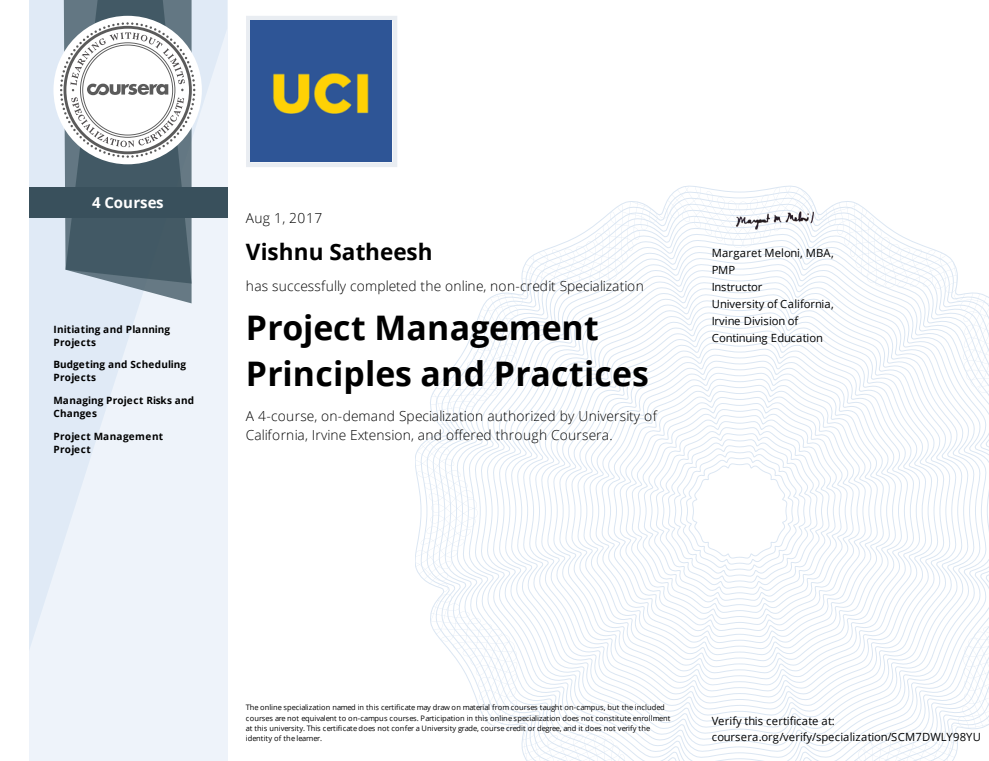 LEARNING WITHOUT LIMITS
coursera
SPECIALIZATION CERTIFICATE
UCI
4 Courses
Initiating and Planning
Projects
Budgeting and Scheduling
Projects
Managing Project Risks and
Changes
Project Management
Project
Aug 1, 2017
Vishnu Satheesh
has successfully completed the online, non-credit Specialization
Project Management
Principles and Practices
A 4-course, on-demand Specialization authorized by University of
California, Irvine Extension, and offered through Coursera.
Margaret M. Meloni
Margaret Meloni, MBA,
PMP
Instructor
University of California,
Irvine Division of
Continuing Education
The online specialization named in this certificate may draw on material from courses taught on-campus, but the included
courses are not equivalent to on-campus courses. Participation in this online specialization does not constitute enrollment
at this university. This certificate does not confer a University grade, course credit or degree, and it does not verify the
identity of the learner.
Verify this certificate at:
coursera.org/verify/specialization/SCM7DWLY98YU